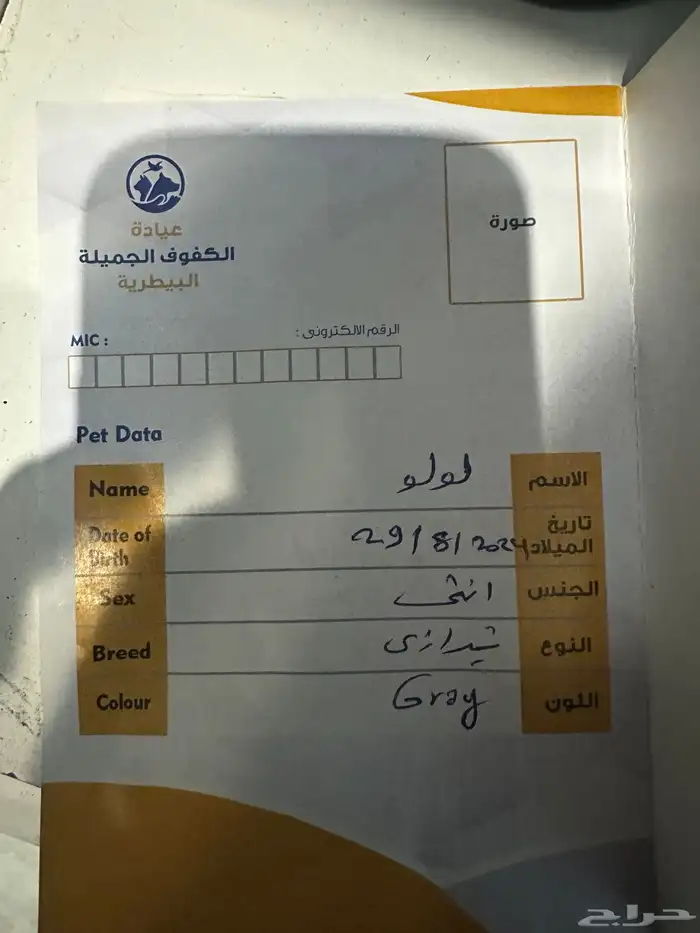 عيادة
الكفوف الجميلة
البيطرية
صورة
MIC :
الرقم الالكتروني :
Pet Data
Name لولو الاسم
Date of Birth 29/8/2024 تاريخ الميلاد
Sex انثى الجنس
Breed شيرازي النوع
Colour Gray اللون
حراج